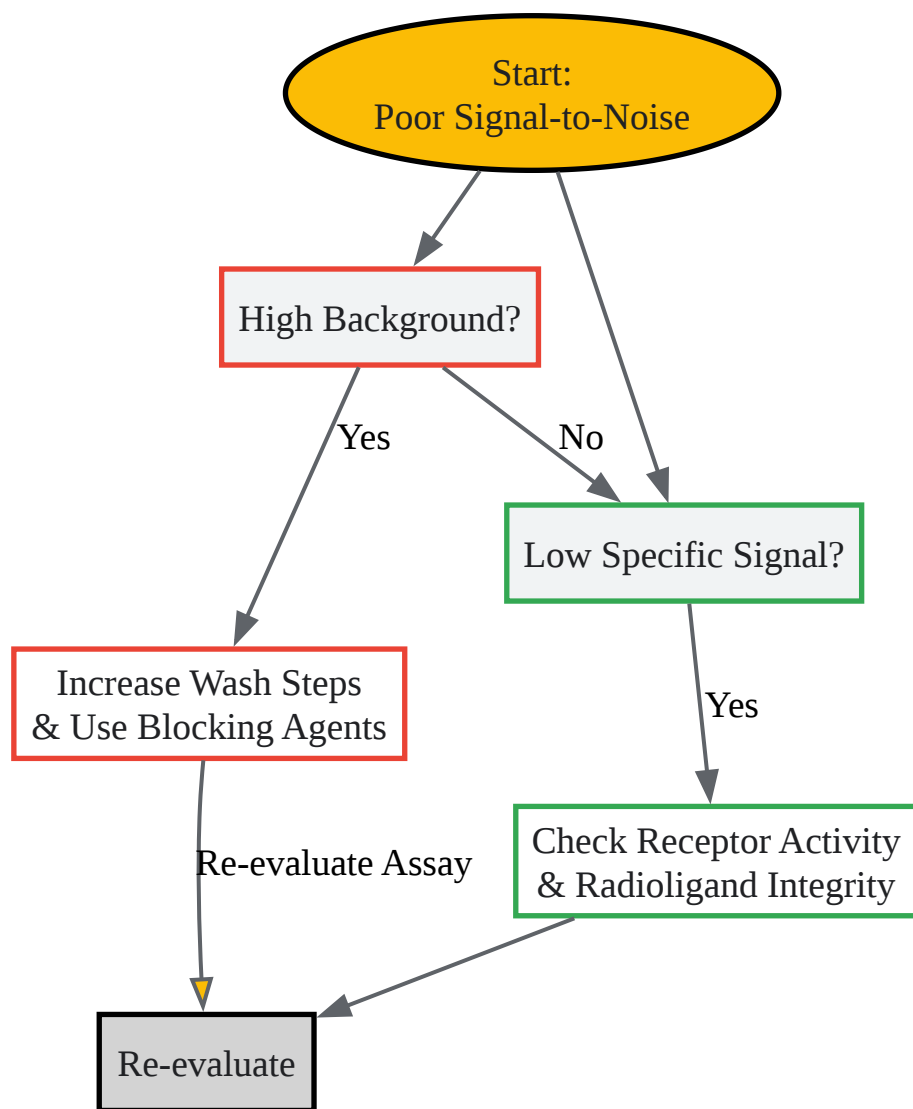 Start:
Poor Signal-to-Noise
High Background?
Yes
No
Low Specific Signal?
Increase Wash Steps
& Use Blocking Agents
Yes
Check Receptor Activity
& Radioligand Integrity
Re-evaluate Assay
Re-evaluate